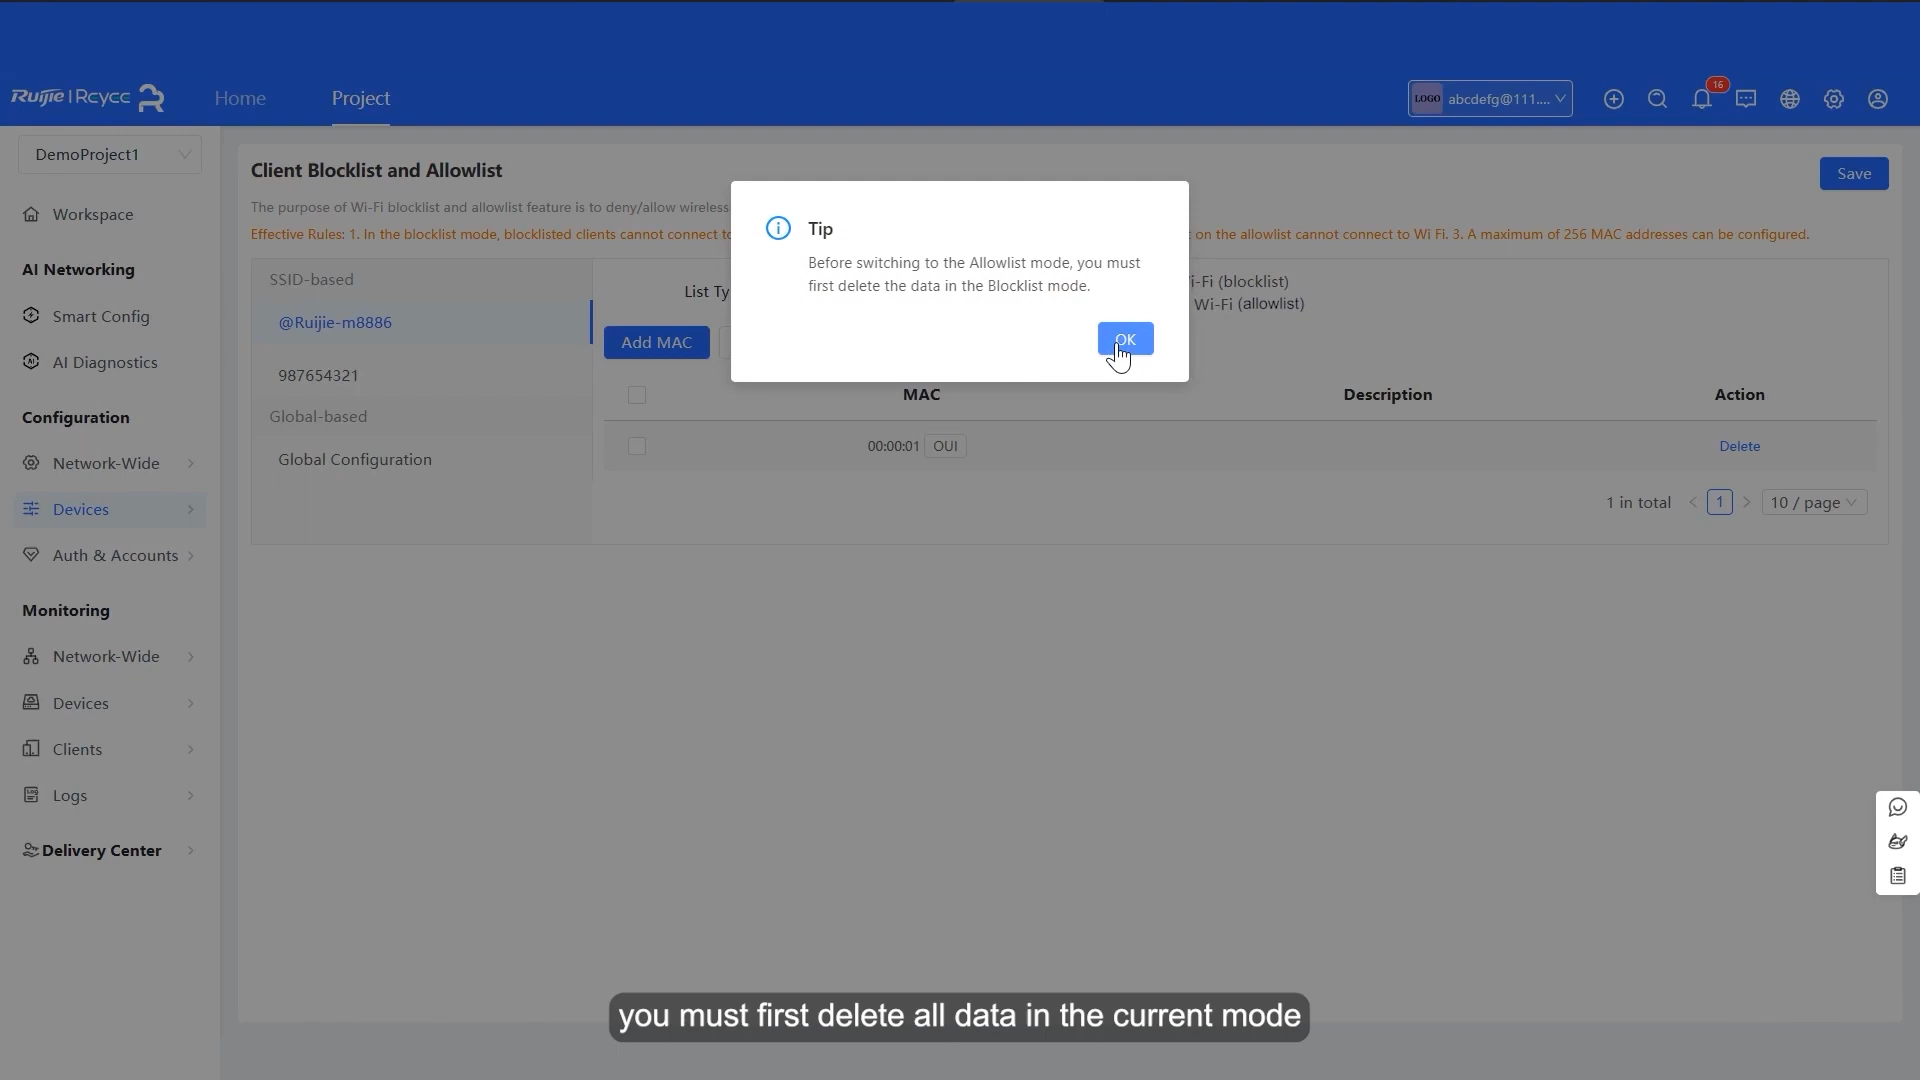 Ruijie | Rcycc
Home
Project
LOGO abcdefg@111....
16
DemoProject1
Workspace
AI Networking
Smart Config
AI Diagnostics
Configuration
Network-Wide
Devices
Auth & Accounts
Monitoring
Network-Wide
Devices
Clients
Logs
Delivery Center
Client Blocklist and Allowlist
Save
The purpose of Wi-Fi blocklist and allowlist feature is to deny/allow wireless
Effective Rules: 1. In the blocklist mode, blocklisted clients cannot connect to
on the allowlist cannot connect to Wi Fi. 3. A maximum of 256 MAC addresses can be configured.
SSID-based
@Ruijie-m8886
987654321
Global-based
Global Configuration
List Ty
i-Fi (blocklist)
Wi-Fi (allowlist)
Add MAC
Tip
Before switching to the Allowlist mode, you must
first delete the data in the Blocklist mode.
OK
MAC
Description
Action
00:00:01 OUI
Delete
1 in total
1
10 / page
you must first delete all data in the current mode